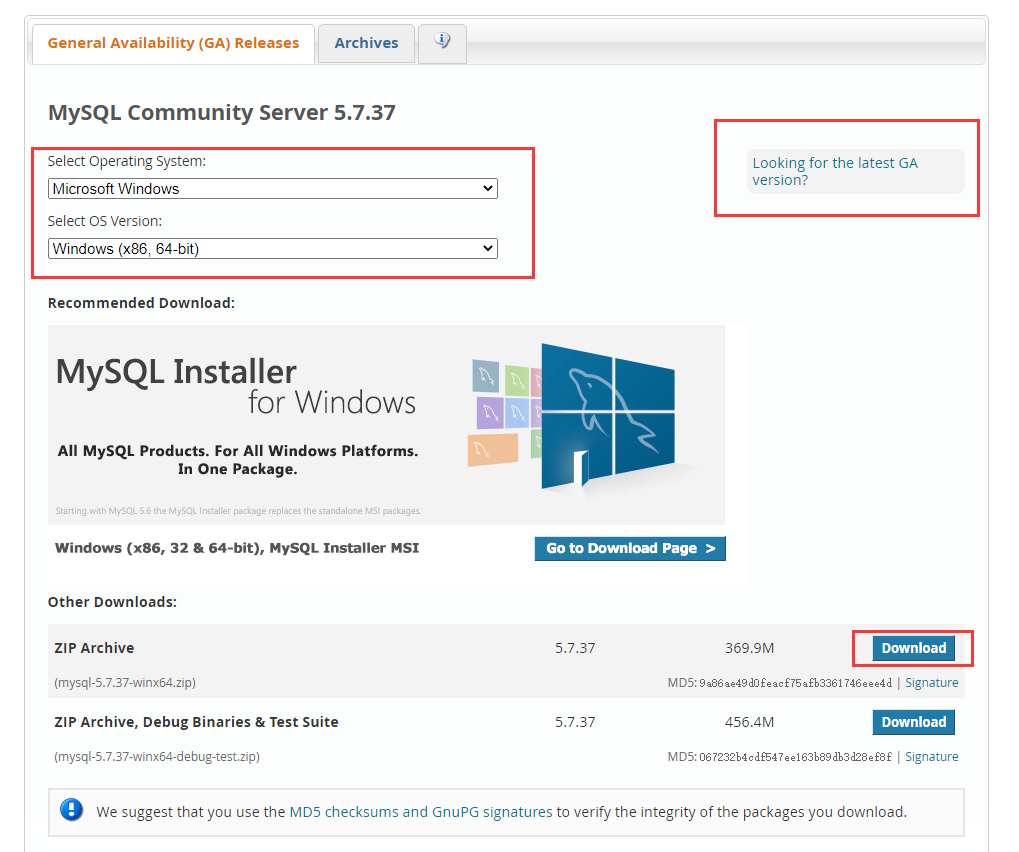 General Availability (GA) Releases
Archives
MySQL Community Server 5.7.37
Select Operating System:
Looking for the latest GA
version?
Microsoft Windows
Select OS Version:
Windows (x86, 64-bit)
Recommended Download:
MySQL Installer
for Windows
All MySQL Products. For All Windows Platforms.
In One Package.
Starting with MySQL 5.6 the MySQL Installer package replaces the standalone MSI packages.
Windows (x86, 32 & 64-bit), MySQL Installer MSI
Go to Download Page >
Other Downloads:
ZIP Archive 5.7.37 369.9M Download
(mysql-5.7.37-winx64.zip) MD5: 9a86ae49d0feacf75afb3361746eee4d | Signature
ZIP Archive, Debug Binaries & Test Suite 5.7.37 456.4M Download
(mysql-5.7.37-winx64-debug-test.zip) MD5: 067232b4cdf547ee163b89db3d28ef8f | Signature
We suggest that you use the MD5 checksums and GnuPG signatures to verify the integrity of the packages you download.